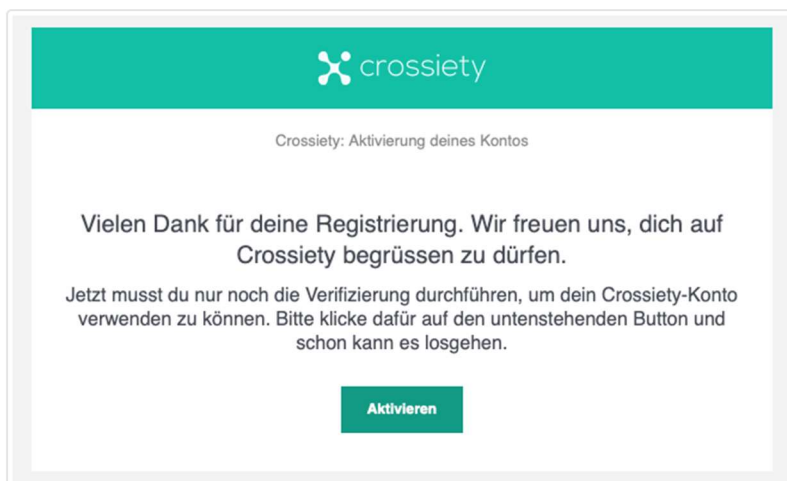 crossiety
Crossiety: Aktivierung deines Kontos
Vielen Dank für deine Registrierung. Wir freuen uns, dich auf
Crossiety begrüssen zu dürfen.
Jetzt musst du nur noch die Verifizierung durchführen, um dein Crossiety-Konto
verwenden zu können. Bitte klicke dafür auf den untenstehenden Button und
schon kann es losgehen.
Aktivieren